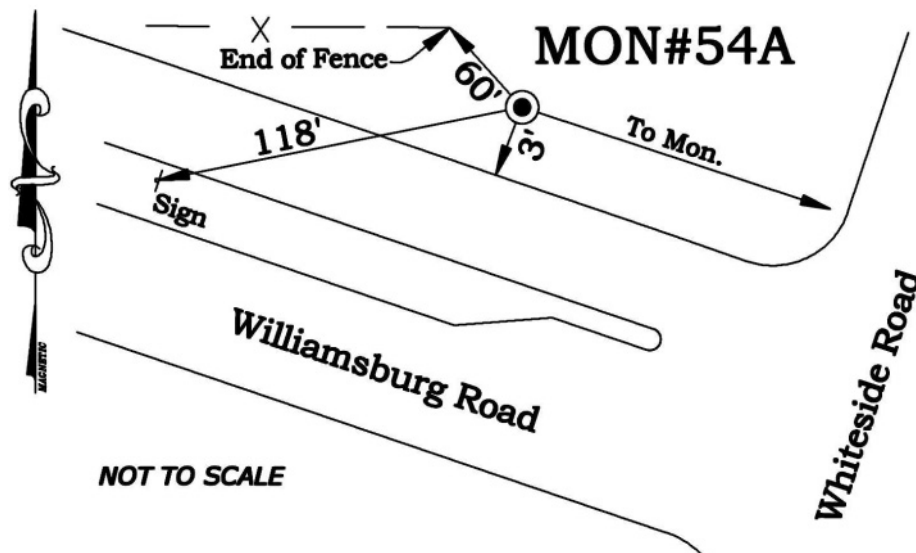 MON#54A
X
End of Fence
60'
118'
3'
To Mon.
Sign
Williamsburg Road
Whiteside Road
MAGNETIC
NOT TO SCALE